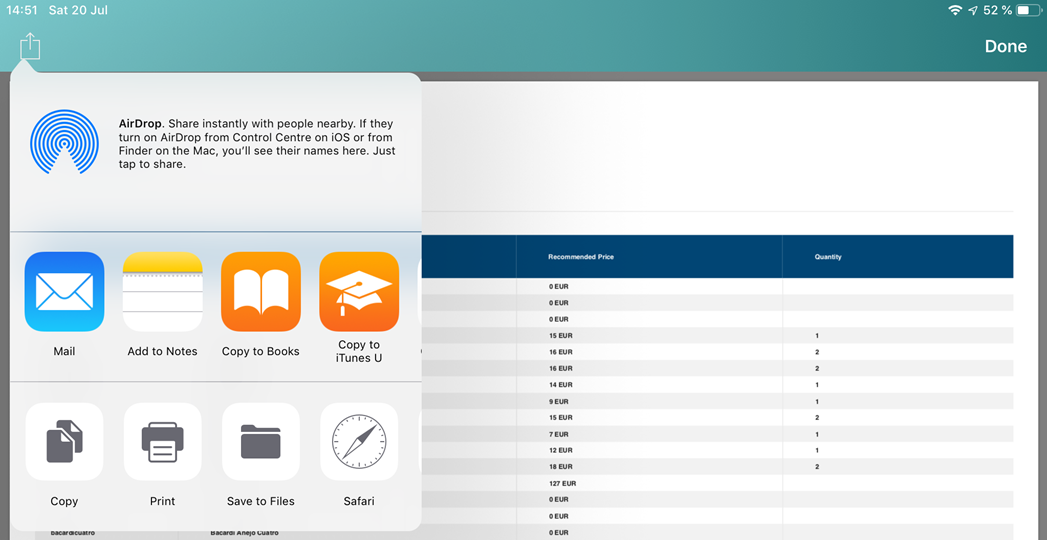 14:51 Sat 20 Jul
52 %
Done
AirDrop. Share instantly with people nearby. If they
turn on AirDrop from Control Centre on iOS or from
Finder on the Mac, you'll see their names here. Just
tap to share.
Mail
Add to Notes
Copy to Books
Copy to
iTunes U
Copy
Print
Save to Files
Safari
Recommended Price Quantity
0 EUR
0 EUR
0 EUR
15 EUR 1
16 EUR 2
16 EUR 2
14 EUR 1
9 EUR 1
15 EUR 2
7 EUR 1
12 EUR 1
18 EUR 2
127 EUR
0 EUR
0 EUR
bacardicuatro Bacardi Anejo Cuatro 0 EUR